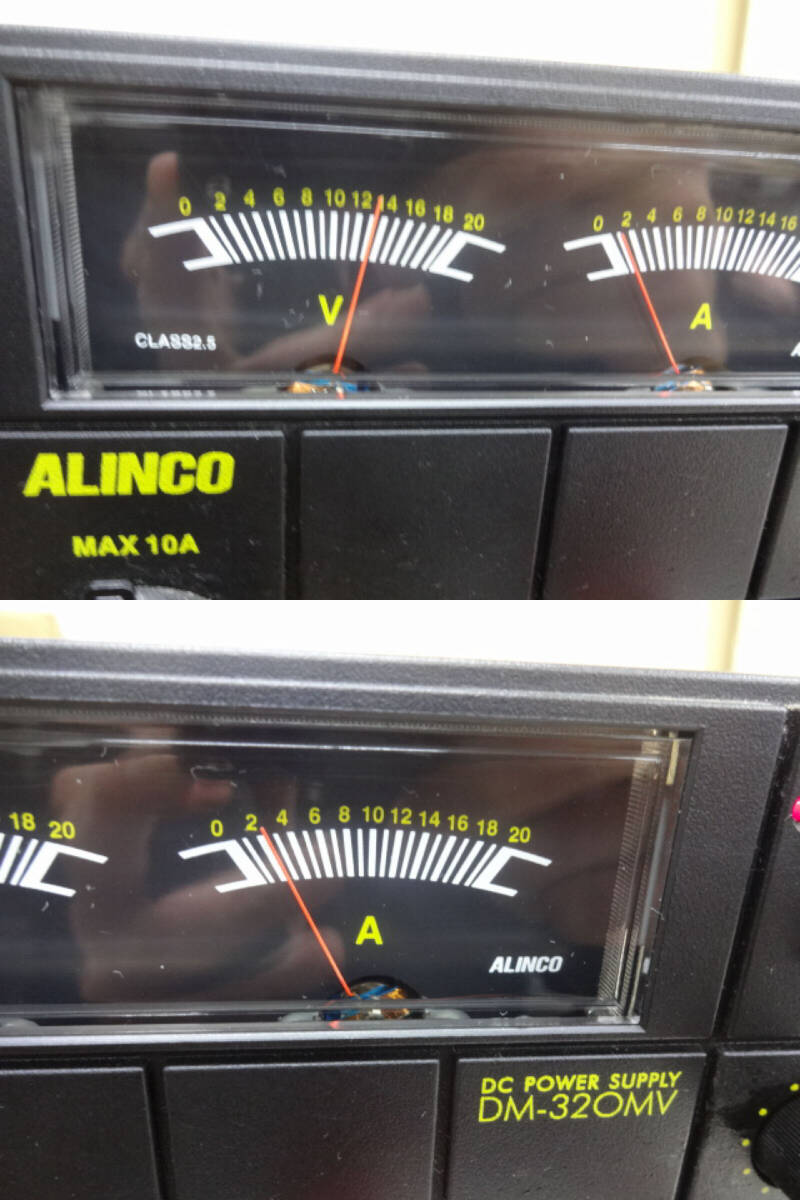 0 2 4 6 8 10 12 14 16 18 20
0 2 4 6 8 10 12 14 16
V
A
CLASS2.5
ALINCO
MAX 10A
18 20
0 2 4 6 8 10 12 14 16 18 20
A
ALINCO
DC POWER SUPPLY
DM-320MV